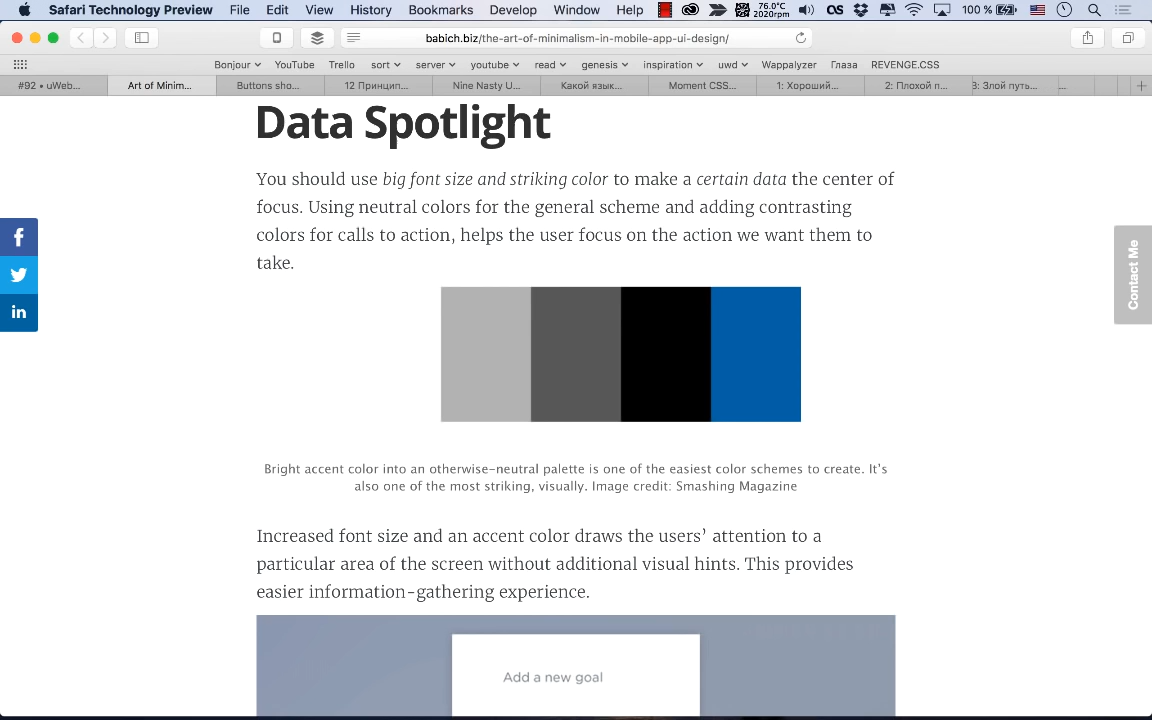 Safari Technology Preview File Edit View History Bookmarks Develop Window Help 76.0°C 2020rpm 100 %
babich.biz/the-art-of-minimalism-in-mobile-app-ui-design/
Bonjour YouTube Trello sort server youtube read genesis inspiration uwd Wappalyzer Глаза REVENGE.CSS
#92 • uWeb... Art of Minim... Buttons sho... 12 Принцип... Nine Nasty U... Какой язык... Moment CSS... 1: Хороший... 2: Плохой п... 3: Злой путь... ...
Data Spotlight
You should use big font size and striking color to make a certain data the center of
focus. Using neutral colors for the general scheme and adding contrasting
colors for calls to action, helps the user focus on the action we want them to
take.
Contact Me
Bright accent color into an otherwise-neutral palette is one of the easiest color schemes to create. It’s
also one of the most striking, visually. Image credit: Smashing Magazine
Increased font size and an accent color draws the users’ attention to a
particular area of the screen without additional visual hints. This provides
easier information-gathering experience.
Add a new goal